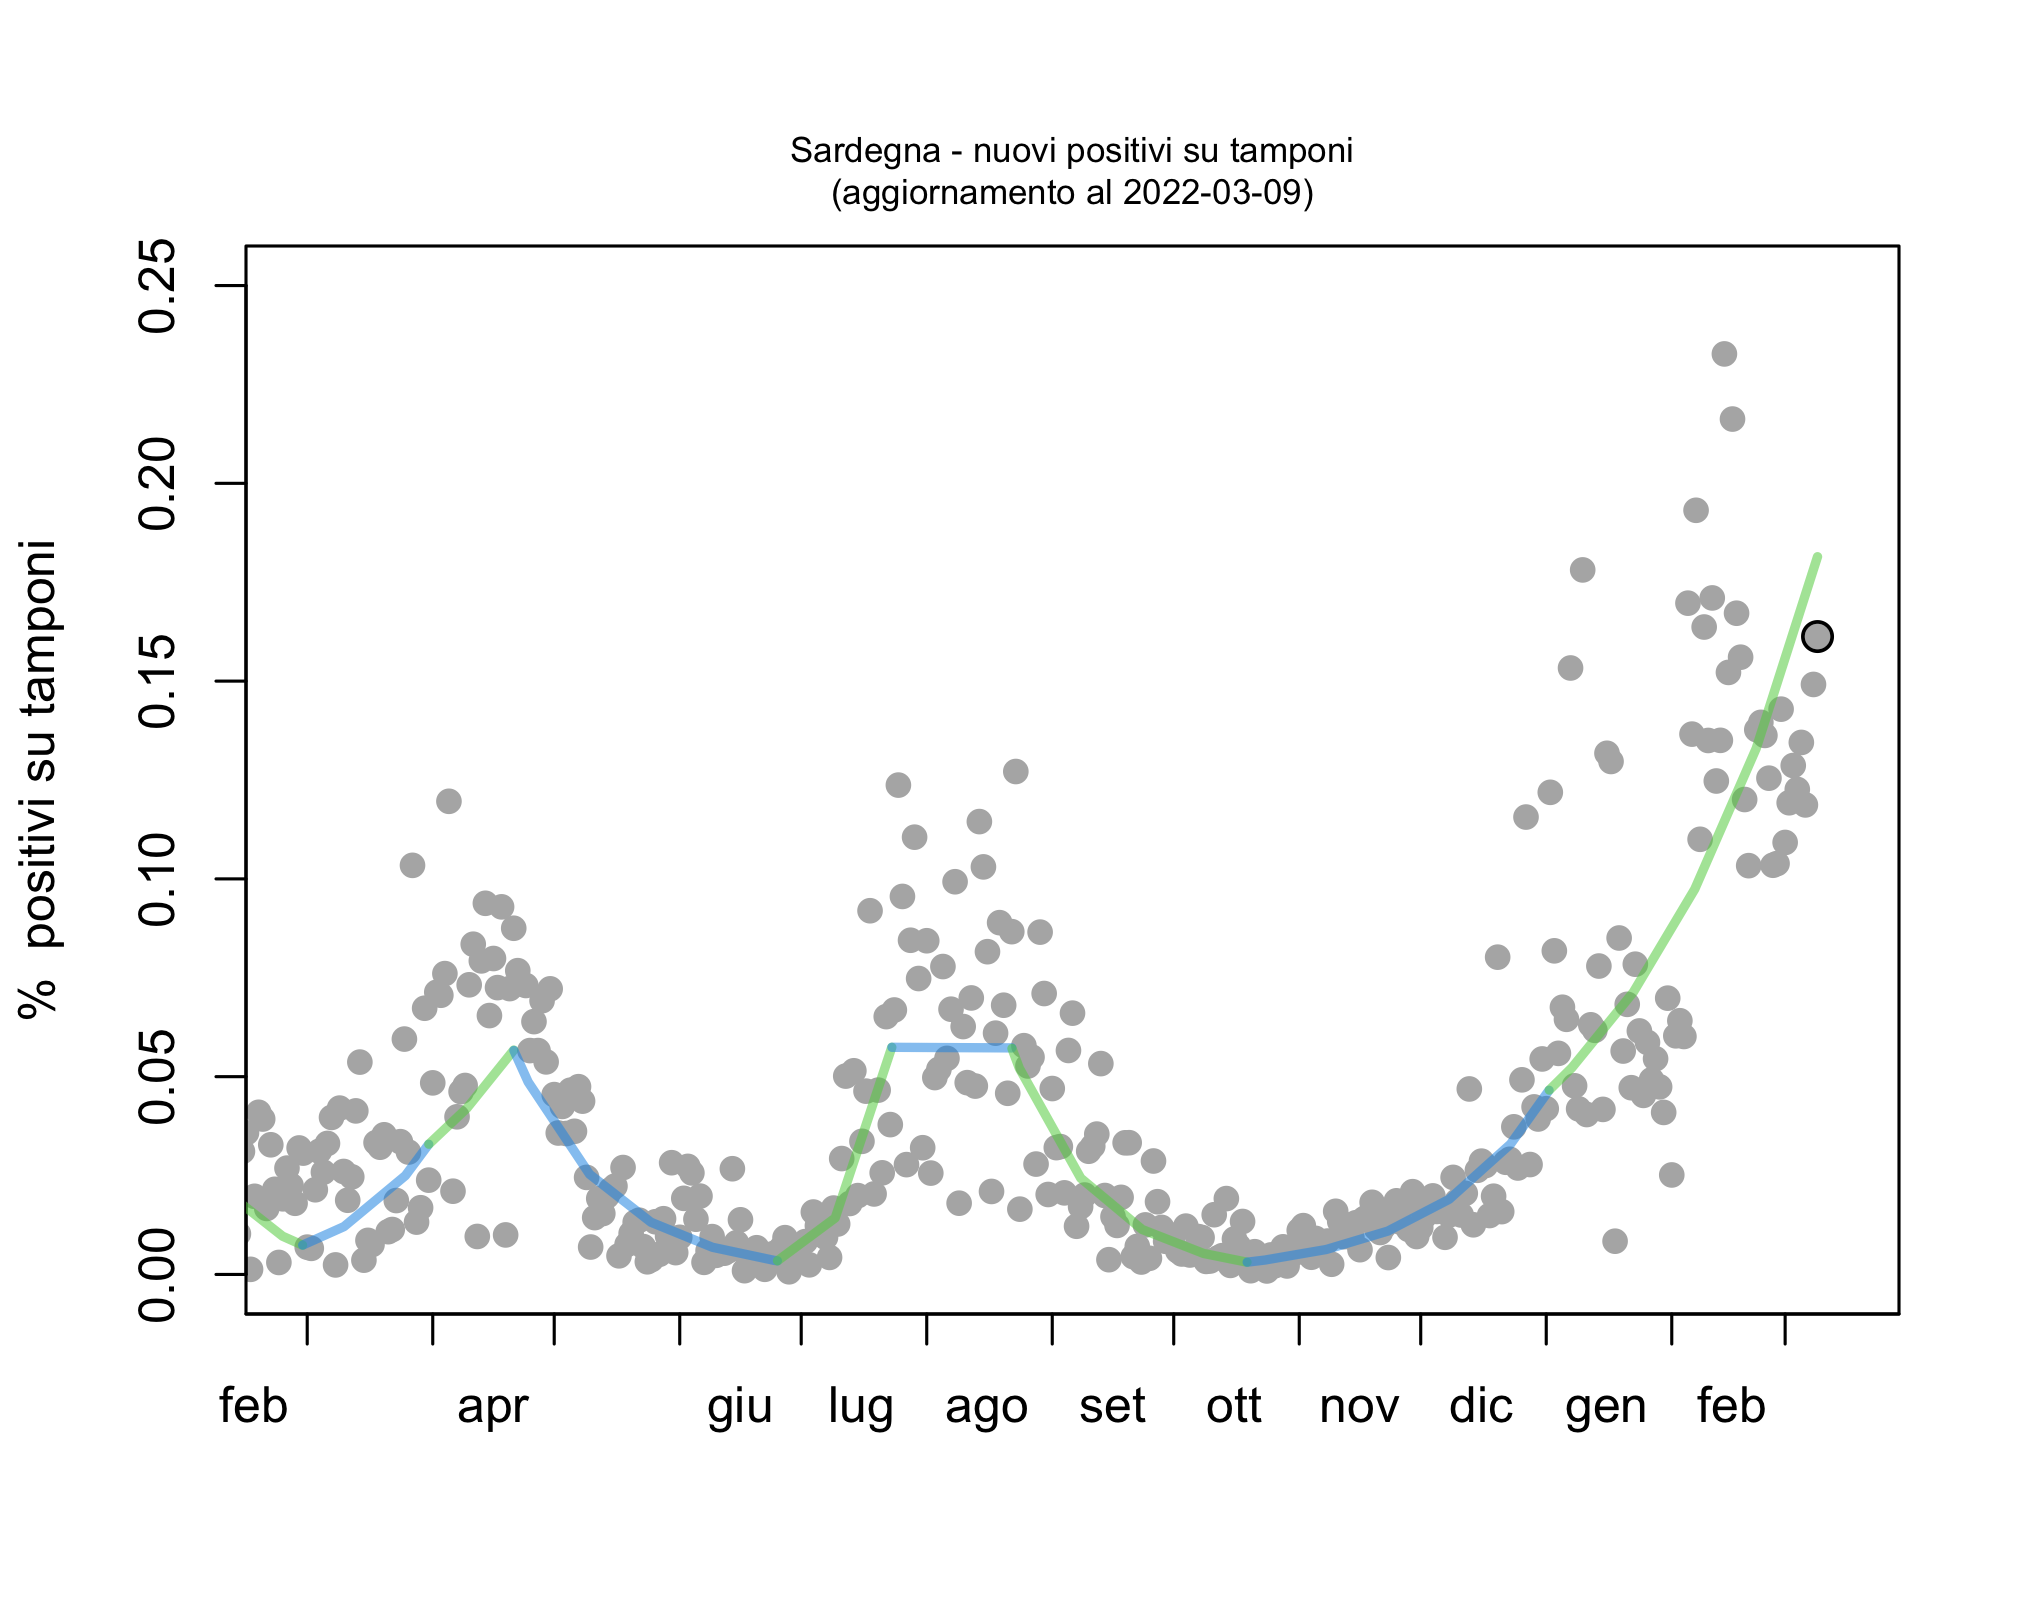 Sardegna - nuovi positivi su tamponi
(aggiornamento al 2022-03-09)
% positivi su tamponi
0.25
0.20
0.15
0.10
0.05
0.00
feb apr giu lug ago set ott nov dic gen feb